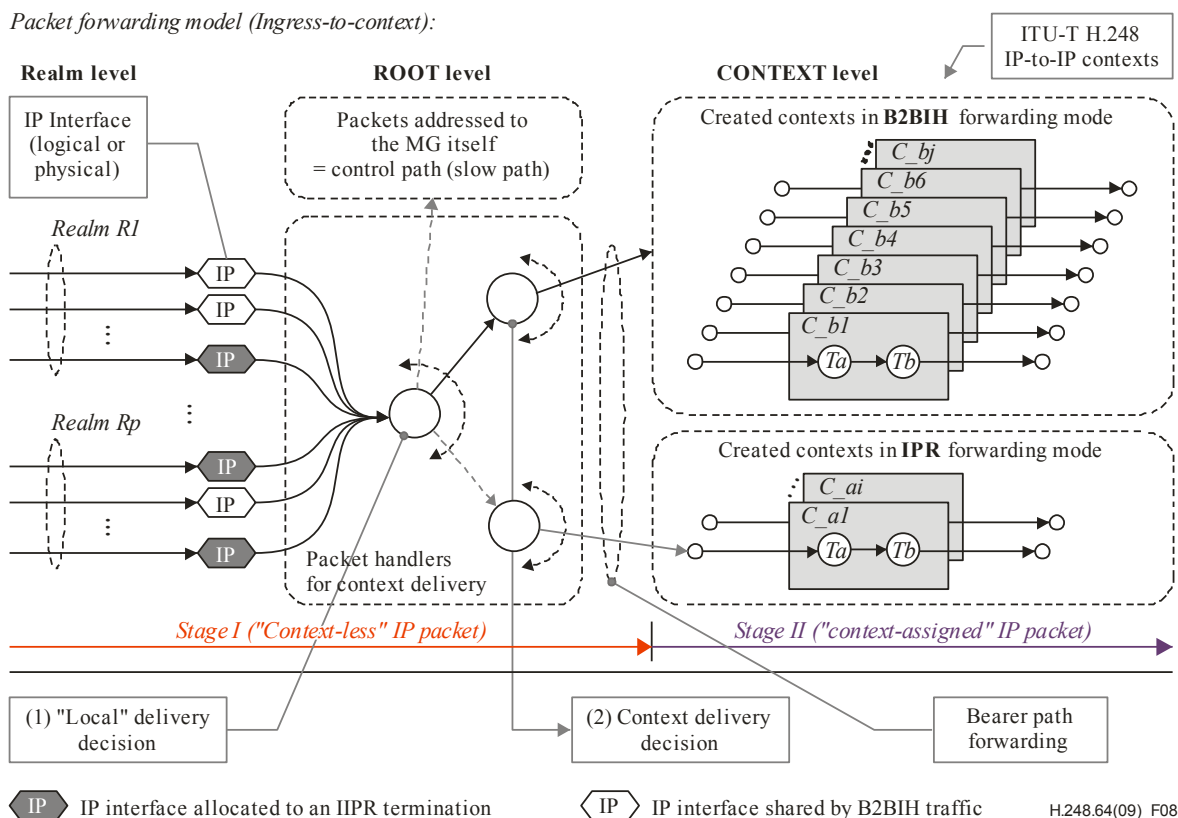 Packet forwarding model (Ingress-to-context):
ITU-T H.248
IP-to-IP contexts
Realm level
ROOT level
CONTEXT level
IP Interface
(logical or
physical)
Packets addressed to
the MG itself
= control path (slow path)
Created contexts in B2BIH forwarding mode
C_bj
C_b6
C_b5
C_b4
C_b3
C_b2
C_b1
Ta
Tb
Realm R1
IP
IP
...
IP
...
Realm Rp
IP
IP
...
IP
Packet handlers
for context delivery
Created contexts in IPR forwarding mode
C_ai
C_a1
Ta
Tb
Stage I ("Context-less" IP packet)
Stage II ("context-assigned" IP packet)
(1) "Local" delivery
decision
(2) Context delivery
decision
Bearer path
forwarding
IP IP interface allocated to an IIPR termination
IP IP interface shared by B2BIH traffic
H.248.64(09)_F08